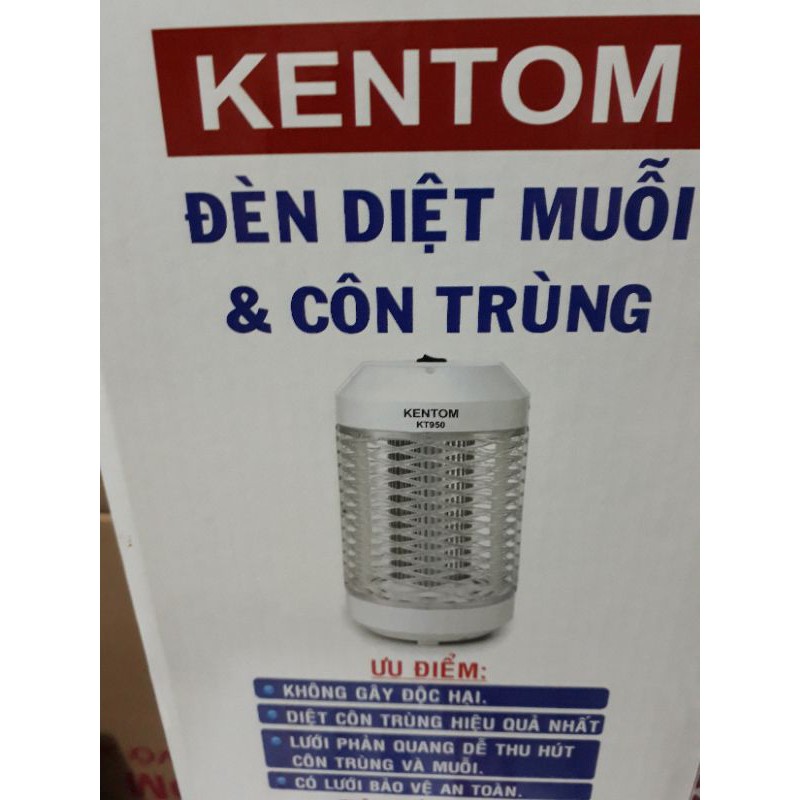 KENTOM
ĐÈN DIỆT MUỖI
& CÔN TRÙNG
KENTOM
KT950
ƯU ĐIỂM:
KHÔNG GÂY ĐỘC HẠI.
DIỆT CÔN TRÙNG HIỆU QUẢ NHẤT
LƯỚI PHẢN QUANG DỄ THU HÚT
CÔN TRÙNG VÀ MUỖI.
CÓ LƯỚI BẢO VỆ AN TOÀN.